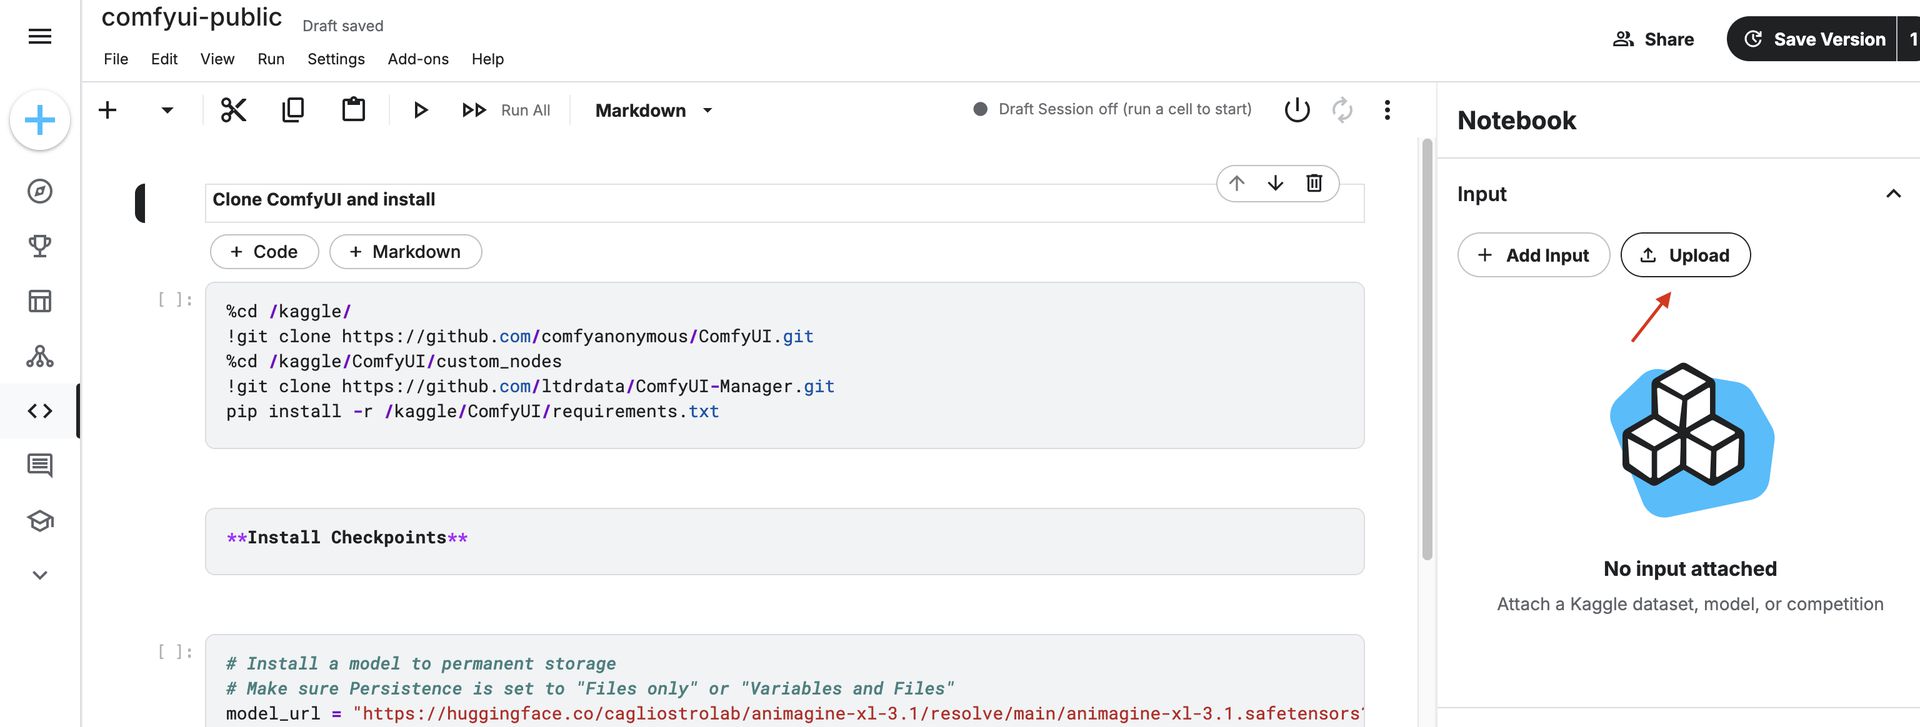 comfyui-public
Draft saved
File Edit View Run Settings Add-ons Help
Share
Save Version
1
Run All
Markdown
Draft Session off (run a cell to start)
Notebook
Clone ComfyUI and install
+ Code
+ Markdown
[ ]:
%cd /kaggle/
!git clone https://github.com/comfyanonymous/ComfyUI.git
%cd /kaggle/ComfyUI/custom_nodes
!git clone https://github.com/ltdrdata/ComfyUI-Manager.git
pip install -r /kaggle/ComfyUI/requirements.txt
**Install Checkpoints**
[ ]:
# Install a model to permanent storage
# Make sure Persistence is set to "Files only" or "Variables and Files"
model_url = "https://huggingface.co/cagliostrolab/animagine-xl-3.1/resolve/main/animagine-xl-3.1.safetensors?
Input
+ Add Input
Upload
No input attached
Attach a Kaggle dataset, model, or competition